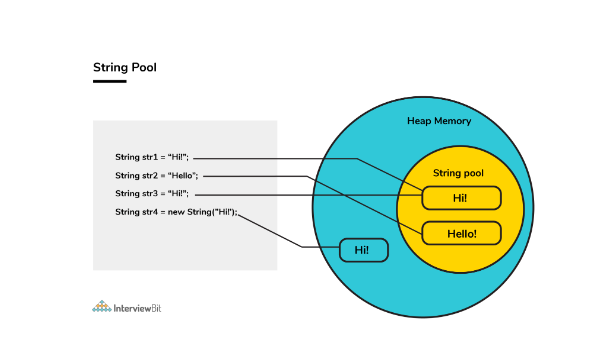 String Pool
String str1 = "Hi!";
String str2 = "Hello";
String str3 = "Hi!";
String str4 = new String("Hi!');
Heap Memory
String pool
Hi!
Hello!
Hi!
InterviewBit